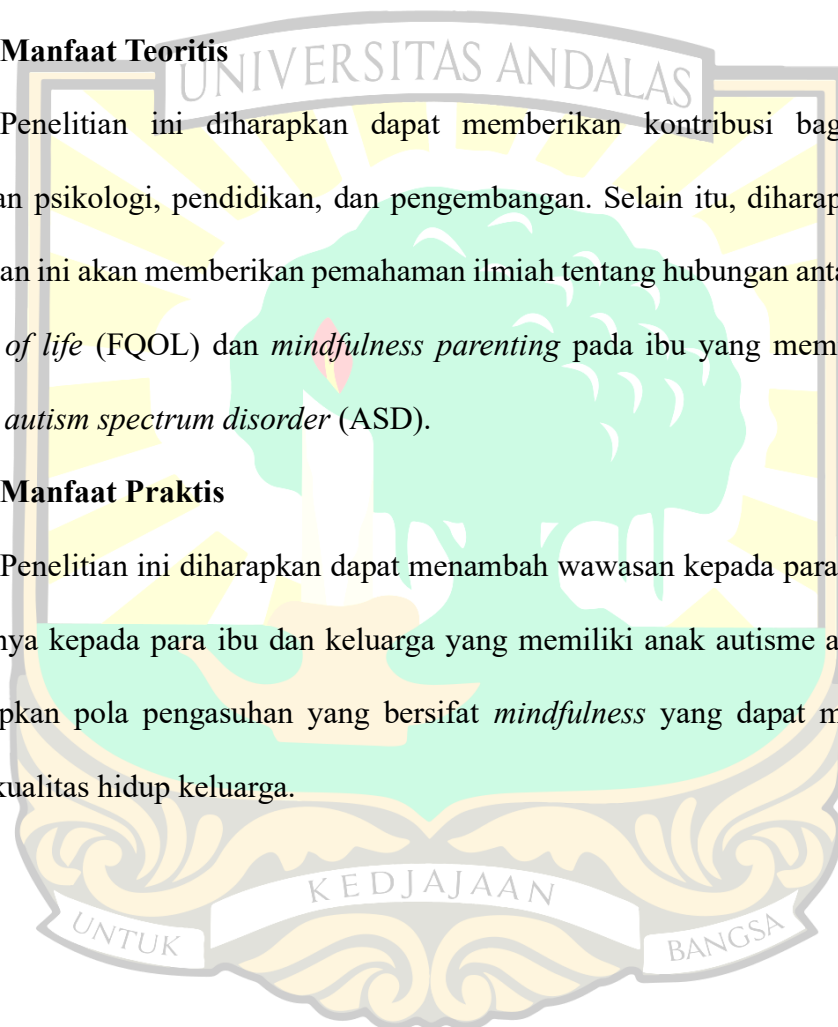 Manfaat Teoritis
UNIVERSITAS ANDALAS
Penelitian ini diharapkan dapat memberikan kontribusi bag
an psikologi, pendidikan, dan pengembangan. Selain itu, diharap
an ini akan memberikan pemahaman ilmiah tentang hubungan anta
of life (FQOL) dan mindfulness parenting pada ibu yang mem
autism spectrum disorder (ASD).
Manfaat Praktis
Penelitian ini diharapkan dapat menambah wawasan kepada para
nya kepada para ibu dan keluarga yang memiliki anak autisme a
pkan pola pengasuhan yang bersifat mindfulness yang dapat m
kualitas hidup keluarga.
KEDJAJAAN
UNTUK
BANGSA